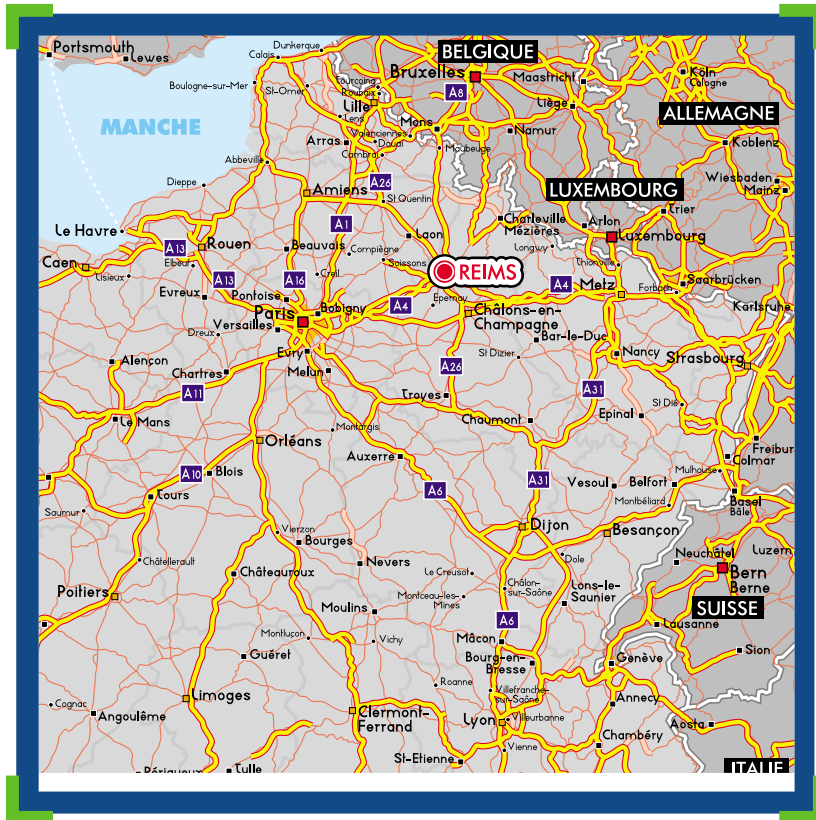 Portsmouth
Lewes
Dunkerque
Calais
BELGIQUE
Bruxelles
Maastricht
Köln
Cologne
Boulogne-sur-Mer
St-Omer
Tourcoing
Roubaix
Lille
A8
Liège
ALLEMAGNE
MANCHE
Lens
Mons
Namur
Arras
Valenciennes
Douai
Cambrai
Maubeuge
Koblenz
Abbeville
Dieppe
Amiens
A26
St Quentin
LUXEMBOURG
Wiesbaden
Mainz
Le Havre
A13
Rouen
A1
Laon
Charleville
Mézières
Arlon
Trier
Luxembourg
Caen
Lisieux
Elbeuf
Beauvais
Compiègne
Soissons
Longwy
Thionville
A13
A16
Creil
REIMS
A4
Metz
Forbach
Saarbrücken
Evreux
Pontoise
Bobigny
A4
Epernay
Châlons-en-
Champagne
Karlsruhe
Paris
Versailles
Dreux
Bar-le-Duc
Evry
Melun
St Dizier
Nancy
Strasbourg
Alençon
Chartres
A26
A11
Troyes
A31
St Dié
Le Mans
Montargis
Chaumont
Epinal
Orléans
Auxerre
Freibur
Colmar
A10
Blois
A6
A31
Vesoul
Belfort
Mulhouse
Tours
Montbéliard
Basel
Bâle
Saumur
Vierzon
Bourges
Dijon
Besançon
Châtellerault
Nevers
Dole
Neuchâtel
Luzern
Châteauroux
Le Creusot
Bern
Berne
Poitiers
Châlon-
sur-Saône
Lons-le-
Saunier
Montceau-les-
Mines
SUISSE
Moulins
A6
Lausanne
Montluçon
Vichy
Mâcon
Sion
Guéret
Bourg-en-
Bresse
Genève
Roanne
Limoges
Villefranche-
sur-Saône
Annecy
Cognac
Angoulême
Clermont-
Ferrand
Lyon
Villeurbanne
Aosta
Vienne
Chambéry
St-Etienne
Périgueux
Tulle
ITALIE